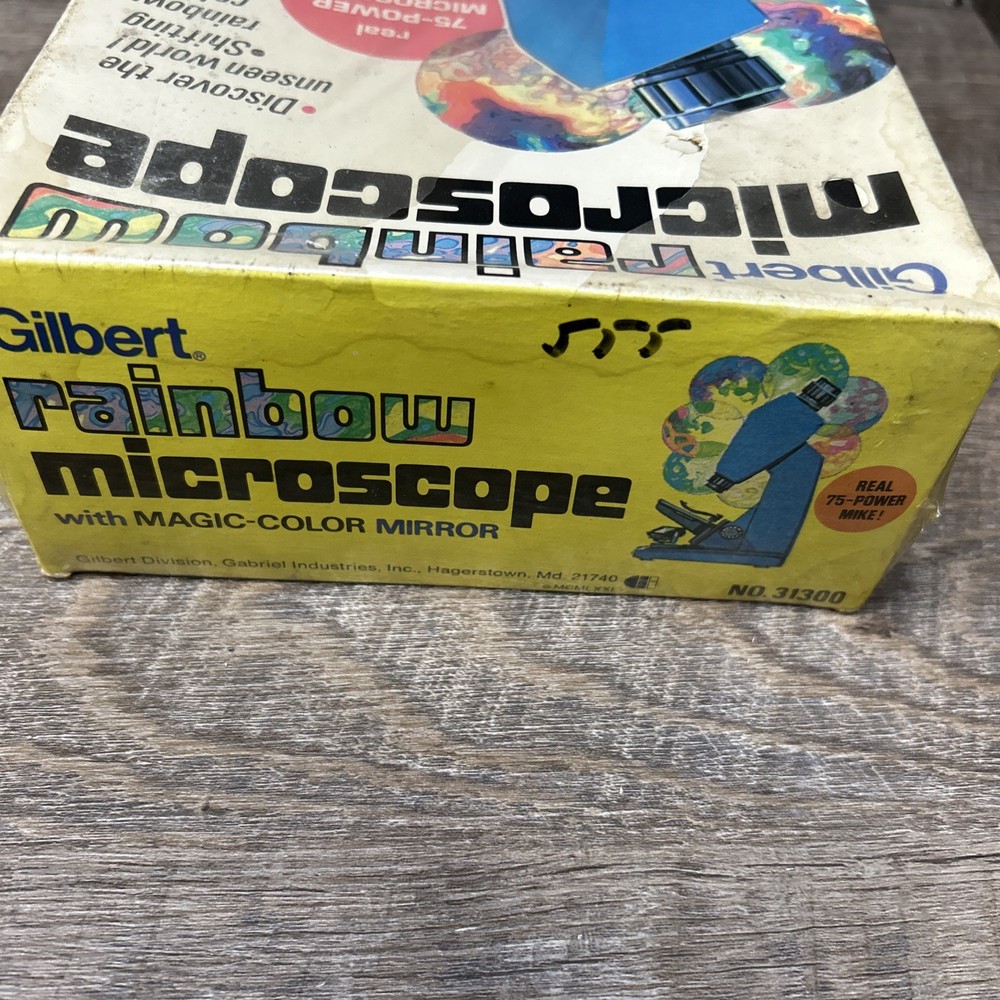 real
75-POWER
• Discover the
unseen world!
• Shifting
Gilbert rainbow
microscope
Gilbert®
rainbow
microscope
with MAGIC-COLOR MIRROR
REAL
75-POWER
MIKE!
Gilbert Division, Gabriel Industries, Inc., Hagerstown, Md. 21740
© MCMLXXI
NO. 31300